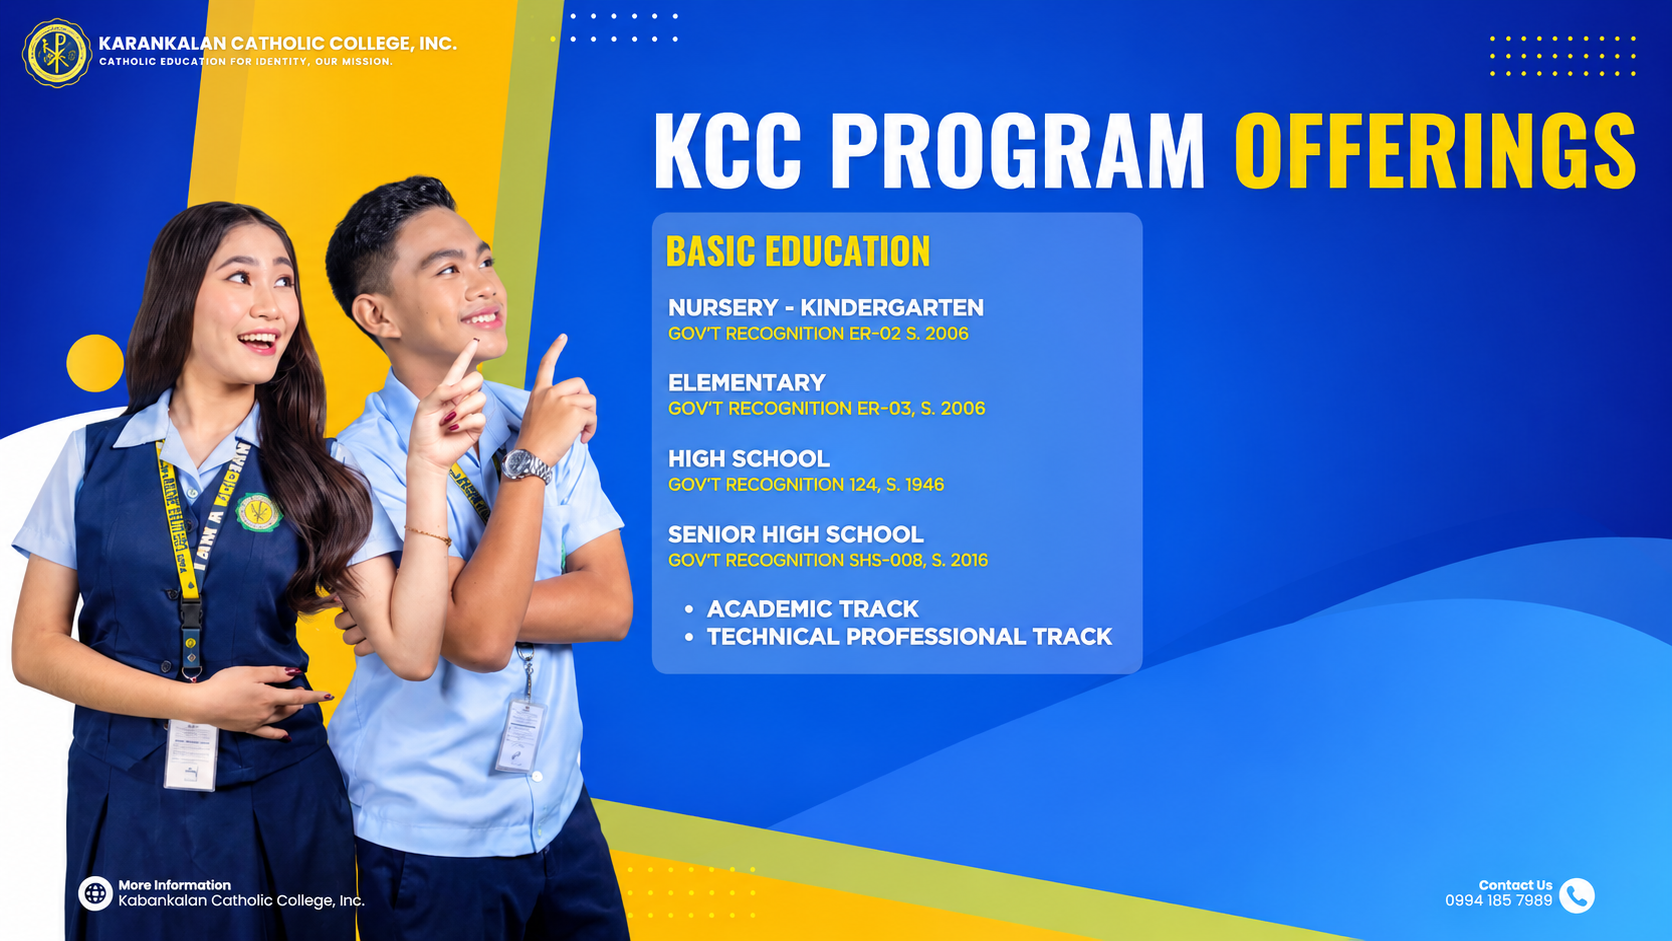 KARANKALAN CATHOLIC COLLEGE, INC.
CATHOLIC EDUCATION FOR IDENTITY, OUR MISSION.
KCC PROGRAM OFFERINGS
BASIC EDUCATION
NURSERY - KINDERGARTEN
GOV'T RECOGNITION ER-02 S. 2006
ELEMENTARY
GOV'T RECOGNITION ER-03, S. 2006
HIGH SCHOOL
GOV'T RECOGNITION 124, S. 1946
SENIOR HIGH SCHOOL
GOV'T RECOGNITION SHS-008, S. 2016
• ACADEMIC TRACK
• TECHNICAL PROFESSIONAL TRACK
I AM A
More Information
Kabankalan Catholic College, Inc.
Contact Us
0994 185 7989